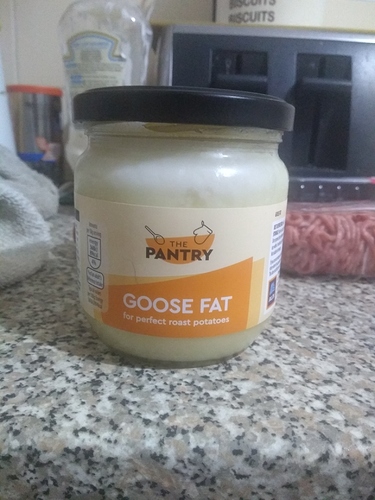 BISCUITS
BISCUITS
THE
PANTRY
GOOSE FAT
for perfect roast potatoes